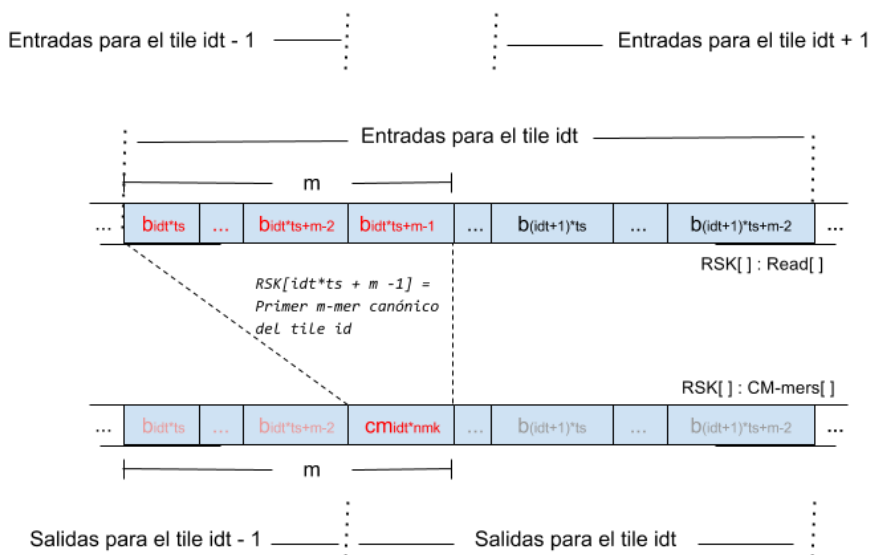 Entradas para el tile idt - 1
Entradas para el tile idt + 1
Entradas para el tile idt
m
... bidt*ts ... bidt*ts+m-2 bidt*ts+m-1 ... b(idt+1)*ts ... b(idt+1)*ts+m-2 ...
RSK[ ] : Read[ ]
RSK[idt*ts + m -1] =
Primer m-mer canónico
del tile id
RSK[ ] : CM-mers[ ]
... bidt*ts ... bidt*ts+m-2 cmidt*nmk ... b(idt+1)*ts ... b(idt+1)*ts+m-2 ...
m
Salidas para el tile idt - 1
Salidas para el tile idt